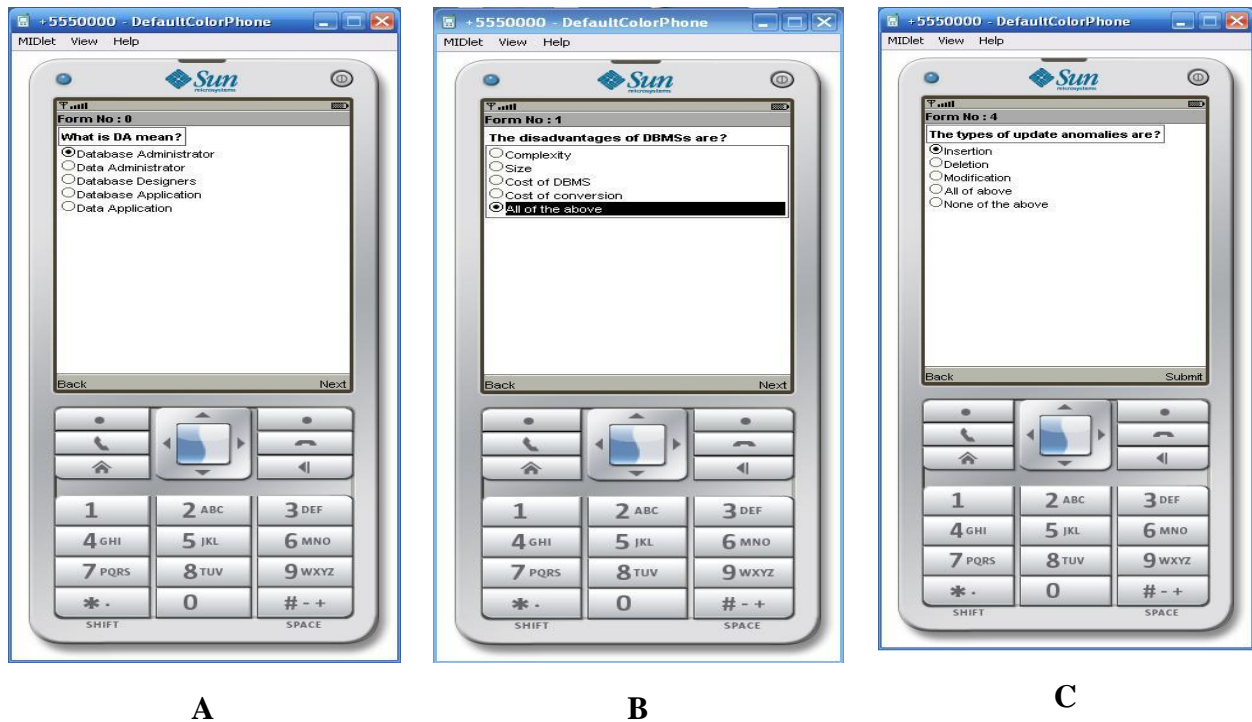 +5550000 - DefaultColorPhone
MIDlet View Help
Sun
microsystems
Form No : 0
What is DA mean?
Database Administrator
Data Administrator
Database Designers
Database Application
Data Application
Back Next
1 2 ABC 3 DEF
4 GHI 5 JKL 6 MNO
7 PQRS 8 TUV 9 WXYZ
* . 0 # - +
SHIFT SPACE
A
+5550000 - DefaultColorPhone
MIDlet View Help
Sun
microsystems
Form No : 1
The disadvantages of DBMSs are?
Complexity
Size
Cost of DBMS
Cost of conversion
All of the above
Back Next
1 2 ABC 3 DEF
4 GHI 5 JKL 6 MNO
7 PQRS 8 TUV 9 WXYZ
* . 0 # - +
SHIFT SPACE
B
+5550000 - DefaultColorPhone
MIDlet View Help
Sun
microsystems
Form No : 4
The types of update anomalies are?
Insertion
Deletion
Modification
All of above
None of the above
Back Submit
1 2 ABC 3 DEF
4 GHI 5 JKL 6 MNO
7 PQRS 8 TUV 9 WXYZ
* . 0 # - +
SHIFT SPACE
C